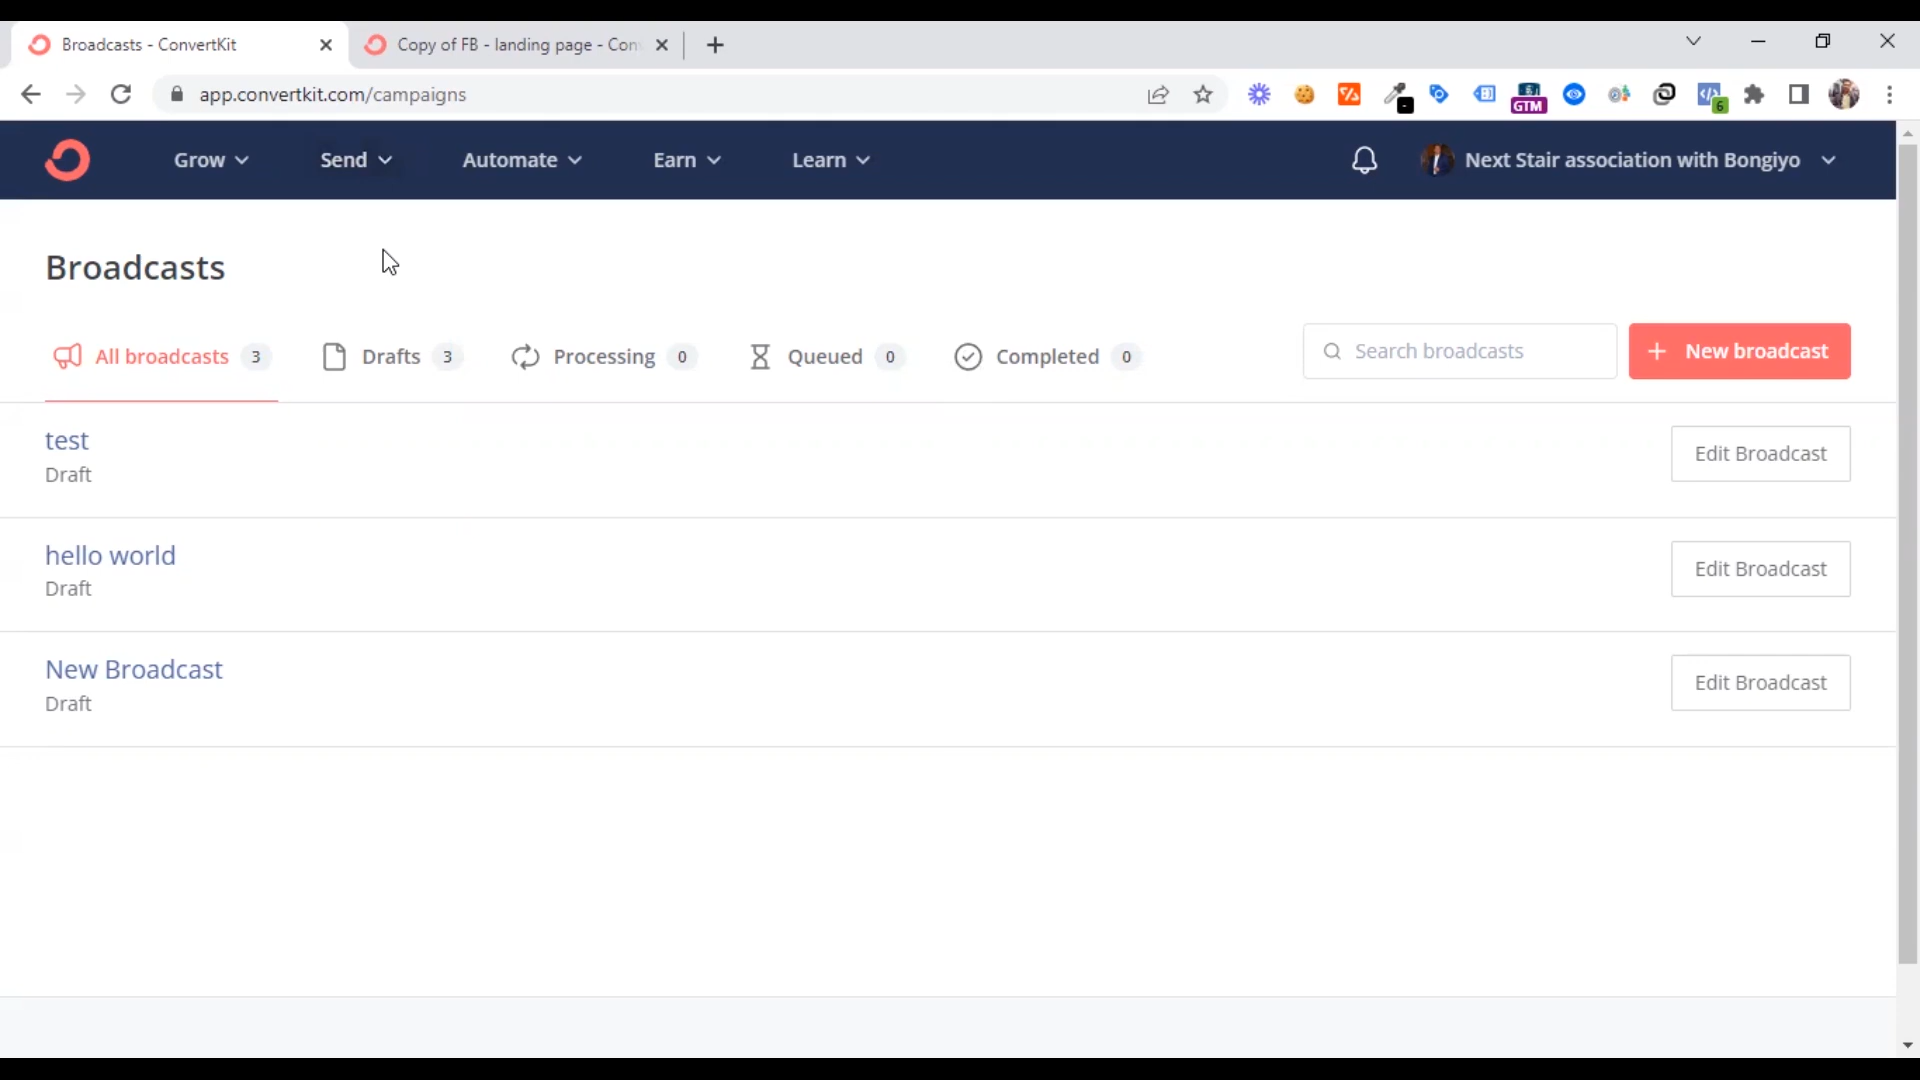 Broadcasts - ConvertKit
Copy of FB - landing page - Con
app.convertkit.com/campaigns
GTM
6
Grow
Send
Automate
Earn
Learn
Next Stair association with Bongiyo
Broadcasts
All broadcasts 3
Drafts 3
Processing 0
Queued 0
Completed 0
Search broadcasts
+ New broadcast
test
Draft
Edit Broadcast
hello world
Draft
Edit Broadcast
New Broadcast
Draft
Edit Broadcast